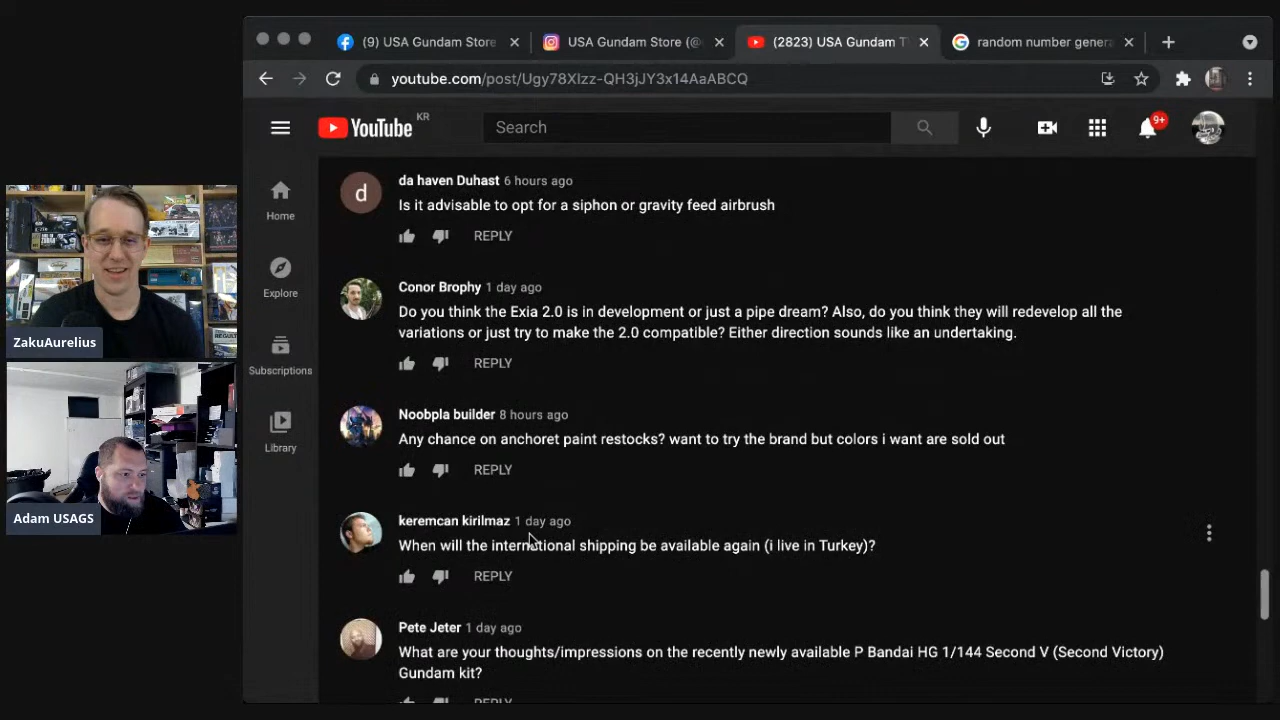 (9) USA Gundam Store
USA Gundam Store (@
(2823) USA Gundam T
random number genera
youtube.com/post/Ugy78XIzz-QH3jJY3x14AaABCQ
YouTube KR
Search
9+
Home
Explore
Subscriptions
Library
ZakuAurelius
Adam USAGS
d
da haven Duhast 6 hours ago
Is it advisable to opt for a siphon or gravity feed airbrush
REPLY
Conor Brophy 1 day ago
Do you think the Exia 2.0 is in development or just a pipe dream? Also, do you think they will redevelop all the
variations or just try to make the 2.0 compatible? Either direction sounds like an undertaking.
REPLY
Noobpla builder 8 hours ago
Any chance on anchoret paint restocks? want to try the brand but colors i want are sold out
REPLY
keremcan kirilmaz 1 day ago
When will the international shipping be available again (i live in Turkey)?
REPLY
Pete Jeter 1 day ago
What are your thoughts/impressions on the recently newly available P Bandai HG 1/144 Second V (Second Victory)
Gundam kit?
REPLY